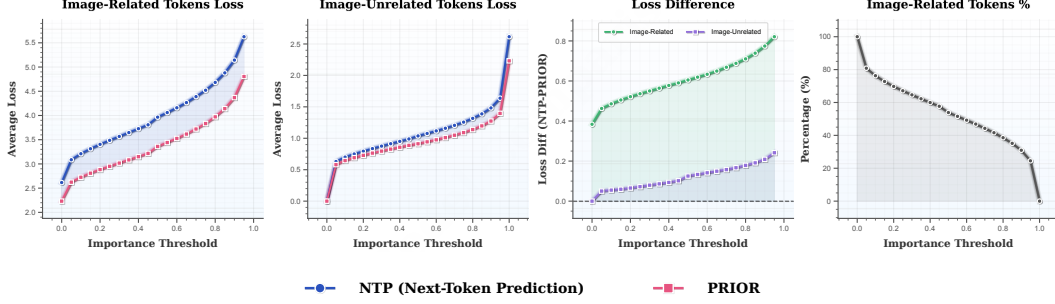 Image-Related Tokens Loss
Average Loss
5.5
5.0
4.5
4.0
3.5
3.0
2.5
2.0
0.0 0.2 0.4 0.6 0.8 1.0
Importance Threshold
Image-Unrelated Tokens Loss
Average Loss
2.5
2.0
1.5
1.0
0.5
0.0
0.0 0.2 0.4 0.6 0.8 1.0
Importance Threshold
Loss Difference
Loss Diff (NTP-PRIOR)
Image-Related Image-Unrelated
0.8
0.6
0.4
0.2
0.0
0.0 0.2 0.4 0.6 0.8 1.0
Importance Threshold
Image-Related Tokens %
Percentage (%)
100
80
60
40
20
0
0.0 0.2 0.4 0.6 0.8 1.0
Importance Threshold
NTP (Next-Token Prediction) PRIOR